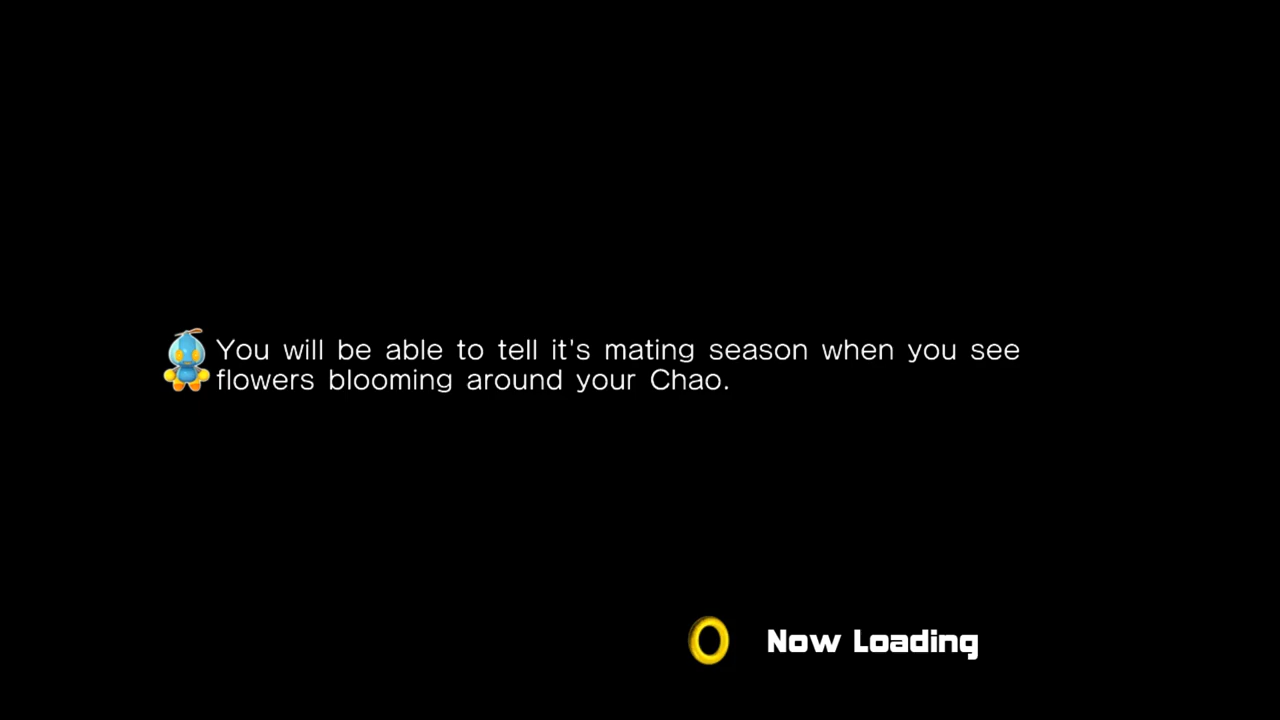 You will be able to tell it's mating season when you see
flowers blooming around your Chao.
Now Loading